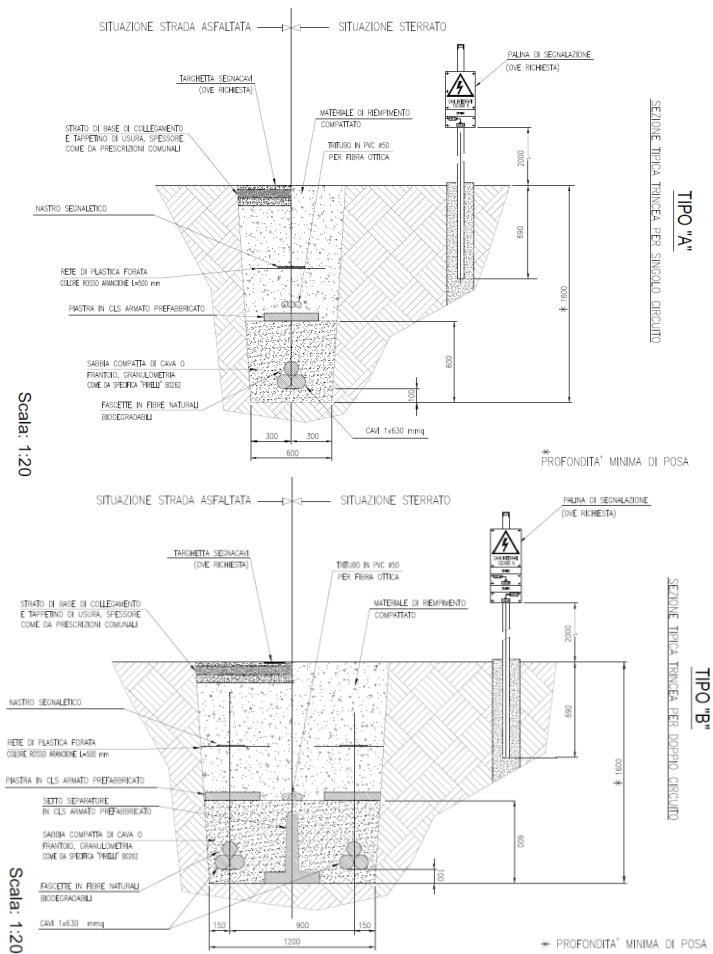 SITUAZIONE STRADA ASFALTATA
SITUAZIONE STERRATO
PALINA DI SEGNALAZIONE
(OVE RICHIESTA)
TARGHETTA SEGNACAVI
(OVE RICHIESTA)
MATERIALE DI RIEMPIMENTO
COMPATTATO
STRATO DI BASE DI COLLEGAMENTO
E TAPPETINO DI USURA, SPESSORE
COME DA PRESCRIZIONI COMUNALI
TRITUBO IN PVC ø50
PER FIBRA OTTICA
NASTRO SEGNALETICO
RETE DI PLASTICA FORATA
COLORE ROSSO ARANCIONE L=500 mm
PIASTRA IN CLS ARMATO PREFABBRICATO
SABBIA COMPATTA DI CAVA O
FRANTOIO, GRANULOMETRIA
COME DA SPECIFICA "PIRELLI" B0262
FASCETTE IN FIBRE NATURALI
BIODEGRADABILI
CAVI 1x630 mmq
CAVI INTERRATI
2000
690
1600 *
600
100
300
300
600
TIPO "A"
SEZIONE TIPICA TRINCEA PER SINGOLO CIRCUITO
Scala: 1:20
* PROFONDITA' MINIMA DI POSA
SITUAZIONE STRADA ASFALTATA
SITUAZIONE STERRATO
PALINA DI SEGNALAZIONE
(OVE RICHIESTA)
TARGHETTA SEGNACAVI
(OVE RICHIESTA)
TRITUBO IN PVC ø50
PER FIBRA OTTICA
STRATO DI BASE DI COLLEGAMENTO
E TAPPETINO DI USURA, SPESSORE
COME DA PRESCRIZIONI COMUNALI
MATERIALE DI RIEMPIMENTO
COMPATTATO
NASTRO SEGNALETICO
RETE DI PLASTICA FORATA
COLORE ROSSO ARANCIONE L=500 mm
PIASTRA IN CLS ARMATO PREFABBRICATO
SETTO SEPARATORE
IN CLS ARMATO PREFABBRICATO
SABBIA COMPATTA DI CAVA O
FRANTOIO, GRANULOMETRIA
COME DA SPECIFICA "PIRELLI" B0262
FASCETTE IN FIBRE NATURALI
BIODEGRADABILI
CAVI 1x630 mmq
CAVI INTERRATI
2000
690
1600 *
600
100
150
900
150
1200
TIPO "B"
SEZIONE TIPICA TRINCEA PER DOPPIO CIRCUITO
Scala: 1:20
* PROFONDITA' MINIMA DI POSA